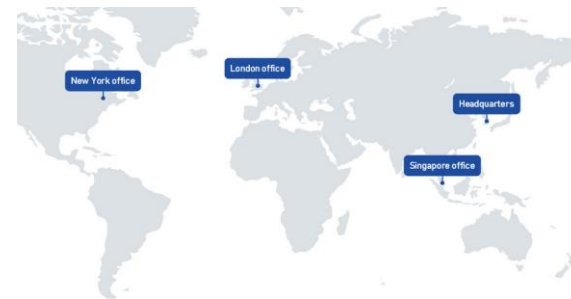 London office
New York office
Headquarters
Singapore office